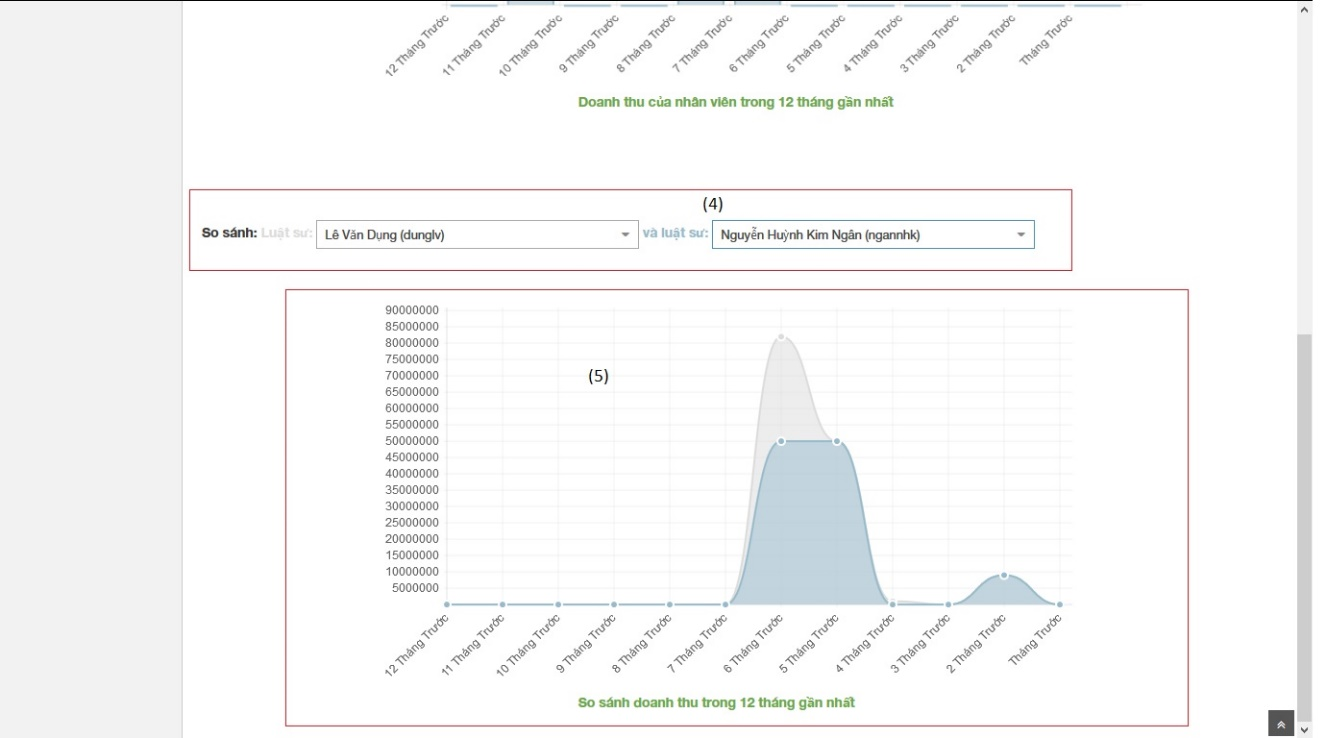 12 Tháng Trước
11 Tháng Trước
10 Tháng Trước
9 Tháng Trước
8 Tháng Trước
7 Tháng Trước
6 Tháng Trước
5 Tháng Trước
4 Tháng Trước
3 Tháng Trước
2 Tháng Trước
Tháng Trước
Doanh thu của nhân viên trong 12 tháng gần nhất
(4)
So sánh: Luật sư: Lê Văn Dụng (dunglv) và luật sư: Nguyễn Huỳnh Kim Ngân (ngannhk)
90000000
85000000
80000000
75000000
70000000
(5)
65000000
60000000
55000000
50000000
45000000
40000000
35000000
30000000
25000000
20000000
15000000
10000000
5000000
12 Tháng Trước
11 Tháng Trước
10 Tháng Trước
9 Tháng Trước
8 Tháng Trước
7 Tháng Trước
6 Tháng Trước
5 Tháng Trước
4 Tháng Trước
3 Tháng Trước
2 Tháng Trước
Tháng Trước
So sánh doanh thu trong 12 tháng gần nhất